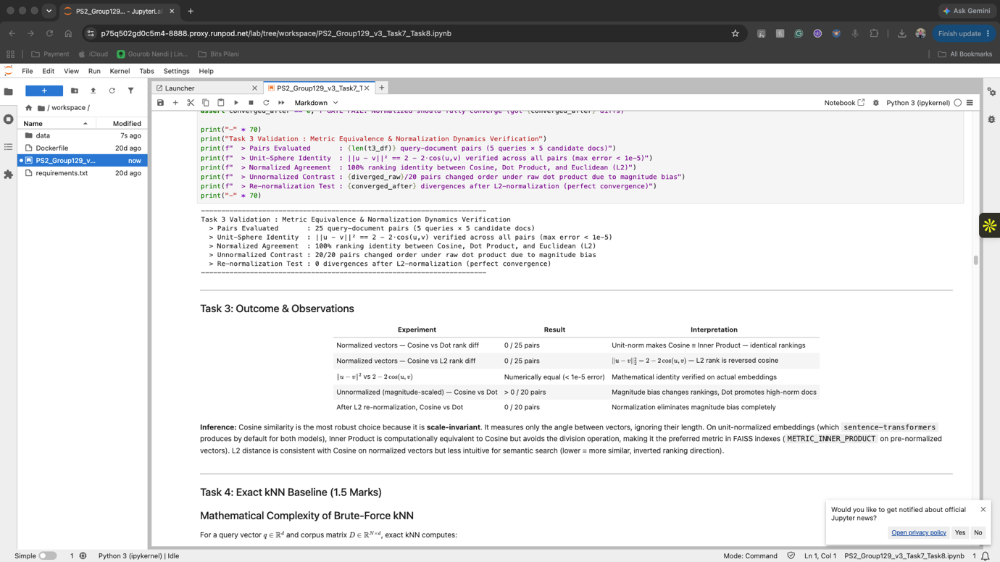 PS2_Group129... - JupyterLa
Ask Gemini
p75q502gd0c5m4-8888.proxy.runpod.net/lab/tree/workspace/PS2_Group129_v3_Task7_Task8.ipynb
Finish update
Payment
iCloud
Gourob Nandi | Lin...
Bits Pilani
All Bookmarks
File Edit View Run Kernel Tabs Settings Help
/ workspace /
Name Modified
data 7s ago
Dockerfile 20d ago
PS2_Group129_v... now
requirements.txt 20d ago
Launcher
PS2_Group129_v3_Task7_T
Markdown
Notebook
Python 3 (ipykernel)
assert converged_after == 0, f"GATE FAIL: Normalized should fully converge (got {converged_after} diffs)"
print("─" * 70)
print("Task 3 Validation : Metric Equivalence & Normalization Dynamics Verification")
print(f"  > Pairs Evaluated       : {len(t3_df)} query-document pairs (5 queries × 5 candidate docs)")
print(f"  > Unit-Sphere Identity  : ||u − v||² == 2 − 2·cos(u,v) verified across all pairs (max error < 1e-5)")
print(f"  > Normalized Agreement  : 100% ranking identity between Cosine, Dot Product, and Euclidean (L2)")
print(f"  > Unnormalized Contrast : {diverged_raw}/20 pairs changed order under raw dot product due to magnitude bias")
print(f"  > Re-normalization Test : {converged_after} divergences after L2-normalization (perfect convergence)")
print("─" * 70)
──────────────────────────────────────────────────────────────────────
Task 3 Validation : Metric Equivalence & Normalization Dynamics Verification
  > Pairs Evaluated       : 25 query-document pairs (5 queries × 5 candidate docs)
  > Unit-Sphere Identity  : ||u − v||² == 2 − 2·cos(u,v) verified across all pairs (max error < 1e-5)
  > Normalized Agreement  : 100% ranking identity between Cosine, Dot Product, and Euclidean (L2)
  > Unnormalized Contrast : 20/20 pairs changed order under raw dot product due to magnitude bias
  > Re-normalization Test : 0 divergences after L2-normalization (perfect convergence)
──────────────────────────────────────────────────────────────────────
Task 3: Outcome & Observations
Experiment Result Interpretation
Normalized vectors — Cosine vs Dot rank diff 0 / 25 pairs Unit-norm makes Cosine ≡ Inner Product — identical rankings
Normalized vectors — Cosine vs L2 rank diff 0 / 25 pairs ‖u − v‖₂² = 2 − 2 cos(u, v) — L2 rank is reversed cosine
‖u − v‖² vs 2 − 2 cos(u, v) Numerically equal (< 1e-5 error) Mathematical identity verified on actual embeddings
Unnormalized (magnitude-scaled) — Cosine vs Dot > 0 / 20 pairs Magnitude bias changes rankings, Dot promotes high-norm docs
After L2 re-normalization, Cosine vs Dot 0 / 20 pairs Normalization eliminates magnitude bias completely
Inference: Cosine similarity is the most robust choice because it is scale-invariant. It measures only the angle between vectors, ignoring their length. On unit-normalized embeddings (which sentence-transformers
produces by default for both models), Inner Product is computationally equivalent to Cosine but avoids the division operation, making it the preferred metric in FAISS indexes ( METRIC_INNER_PRODUCT on pre-normalized
vectors). L2 distance is consistent with Cosine on normalized vectors but less intuitive for semantic search (lower = more similar, inverted ranking direction).
Task 4: Exact kNN Baseline (1.5 Marks)
Mathematical Complexity of Brute-Force kNN
For a query vector q ∈ ℝᵈ and corpus matrix D ∈ ℝᴺˣᵈ, exact kNN computes:
Would you like to get notified about official
Jupyter news?
Open privacy policy Yes No
Simple 1 Python 3 (ipykernel) | Idle
Mode: Command Ln 1, Col 1 PS2_Group129_v3_Task7_Task8.ipynb 1